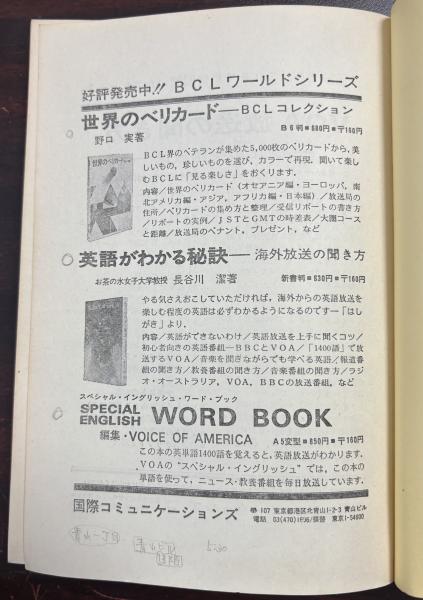 好評発売中!! BCLワールドシリーズ
世界のベリカード──BCLコレクション
野口 実著
B6判=680円=〒160円
BCL界のベテランが集めた5,000枚のベリカードから、美
しいもの、珍しいものを選び、カラーで再現。開いて楽し
むBCLに「見る楽しさ」をおくります。
内容/世界のベリカード(オセアニア編・ヨーロッパ、南
北アメリカ編・アジア、アフリカ編・日本編)/放送局の
住所/ベリカードの集め方と整理/受信リポートの書き方
/リポートの実例/JSTとGMTの時差表/大圏コース
と距離/放送局のペナント、プレゼント、など
英語がわかる秘訣──海外放送の聞き方
お茶の水女子大学教授 長谷川 潔著
新書判=630円=〒160円
やる気さえおこしていただければ、海外からの英語放送を
楽しむ程度の英語は必ずわかるようになるのです─「はし
がき」より。
内容/英語ができないわけ/英語放送を上手に聞くコツ/
初心者向きの英語番組─BBCとVOA/「1400語」で放
送するVOA/音楽を聞きながらでも学べる英語/報道番
組の聞き方/教養番組の聞き方/音楽番組の聞き方/ラジ
オ・オーストラリア、VOA、BBCの放送番組、など
スペシャル・イングリッシュ・ワード・ブック
SPECIAL ENGLISH WORD BOOK
編集・VOICE OF AMERICA A5変型=850円=〒160円
この本の英単語1400語を覚えると、英語放送がわかります。
VOAの“スペシャル・イングリッシュ”では、この本の
単語を使って、ニュース・教養番組を毎日放送しています。
国際コミュニケーションズ
〒107 東京都港区北青山1-2-3 青山ビル
電話 03(470)1896/振替 東京1-54600
青山一丁目
青山ビル
5:30